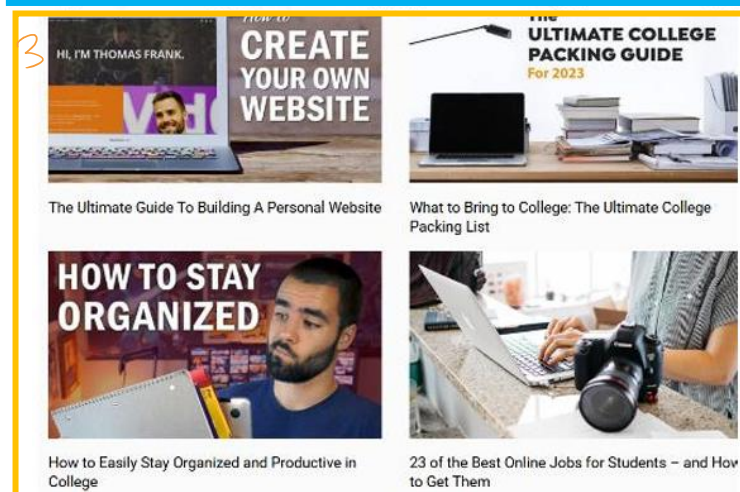 3
HI, I'M THOMAS FRANK.
How to
CREATE
YOUR OWN
WEBSITE
The
ULTIMATE COLLEGE
PACKING GUIDE
For 2023
The Ultimate Guide To Building A Personal Website
What to Bring to College: The Ultimate College
Packing List
HOW TO STAY
ORGANIZED
How to Easily Stay Organized and Productive in
College
23 of the Best Online Jobs for Students – and How
to Get Them